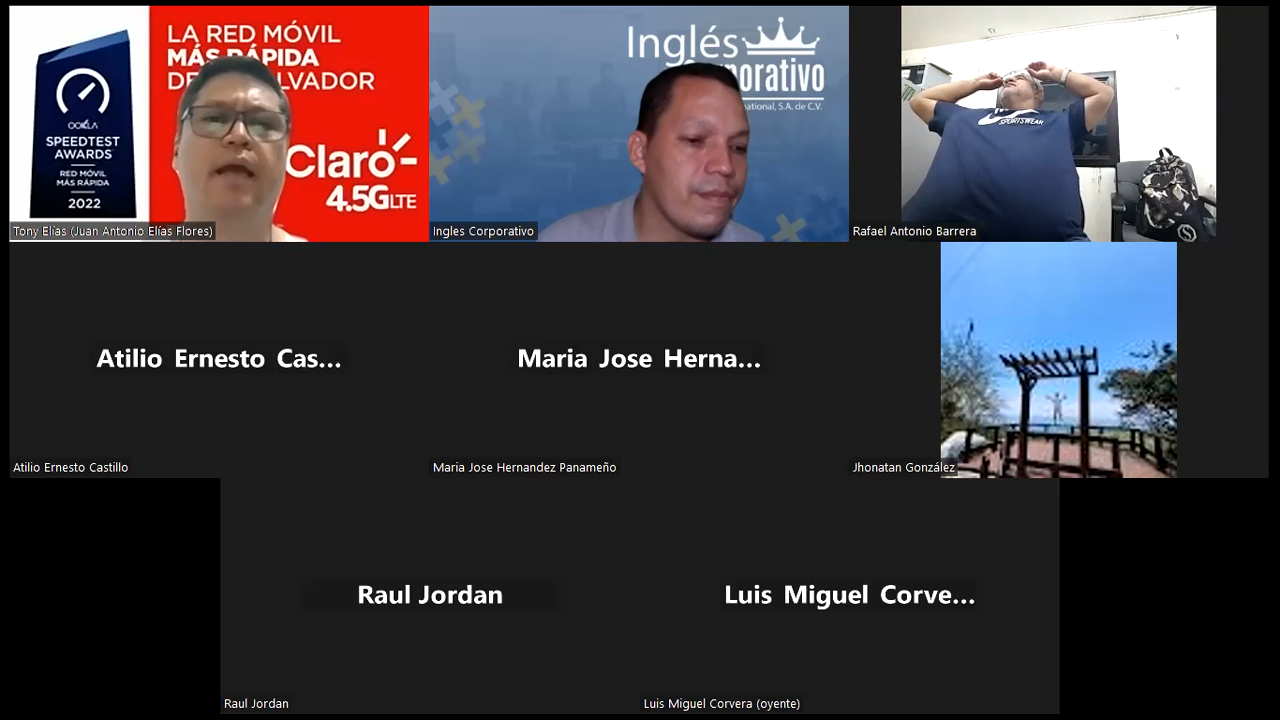 LA RED MÓVIL
MÁS RÁPIDA
DE LVADOR
OOKLA
SPEEDTEST
AWARDS
RED MÓVIL
MÁS RÁPIDA
2022
Claro
4.5G LTE
Tony Elías (Juan Antonio Elías Flores)
Inglés
orporativo
national, S.A. de C.V.
Ingles Corporativo
SPORTSWEAR
Rafael Antonio Barrera
Atilio Ernesto Cas...
Atilio Ernesto Castillo
Maria Jose Herna...
Maria Jose Hernandez Panameño
Jhonatan González
Raul Jordan
Raul Jordan
Luis Miguel Corve...
Luis Miguel Corvera (oyente)